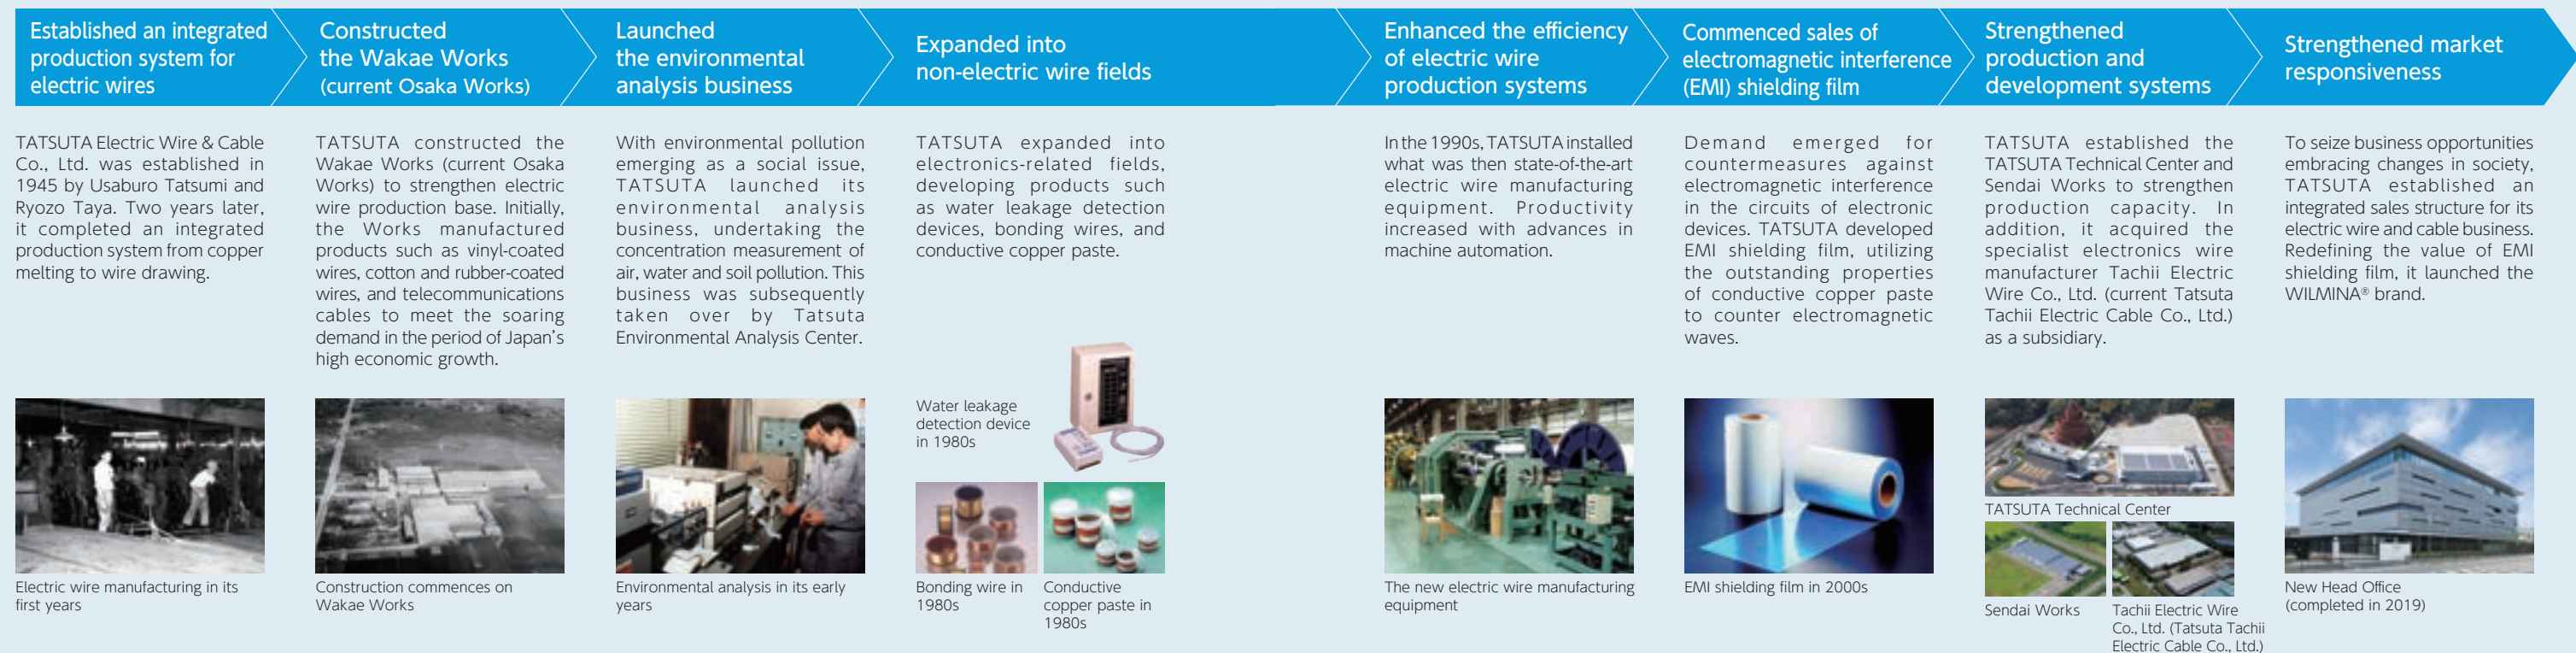 Established an integrated
production system for
electric wires
Constructed
the Wakae Works
(current Osaka Works)
Launched
the environmental
analysis business
Expanded into
non-electric wire fields
Enhanced the efficiency
of electric wire
production systems
Commenced sales of
electromagnetic interference
(EMI) shielding film
Strengthened
production and
development systems
Strengthened market
responsiveness
TATSUTA Electric Wire & Cable
Co., Ltd. was established in
1945 by Usaburo Tatsumi and
Ryozo Taya. Two years later,
it completed an integrated
production system from copper
melting to wire drawing.
Electric wire manufacturing in its
first years
TATSUTA constructed the
Wakae Works (current Osaka
Works) to strengthen electric
wire production base. Initially,
the Works manufactured
products such as vinyl-coated
wires, cotton and rubber-coated
wires, and telecommunications
cables to meet the soaring
demand in the period of Japan's
high economic growth.
Construction commences on
Wakae Works
With environmental pollution
emerging as a social issue,
TATSUTA launched its
environmental analysis
business, undertaking the
concentration measurement of
air, water and soil pollution. This
business was subsequently
taken over by Tatsuta
Environmental Analysis Center.
Environmental analysis in its early
years
TATSUTA expanded into
electronics-related fields,
developing products such
as water leakage detection
devices, bonding wires, and
conductive copper paste.
Water leakage
detection device
in 1980s
Bonding wire in
1980s
Conductive
copper paste in
1980s
In the 1990s, TATSUTA installed
what was then state-of-the-art
electric wire manufacturing
equipment. Productivity
increased with advances in
machine automation.
The new electric wire manufacturing
equipment
Demand emerged for
countermeasures against
electromagnetic interference
in the circuits of electronic
devices. TATSUTA developed
EMI shielding film, utilizing
the outstanding properties
of conductive copper paste
to counter electromagnetic
waves.
EMI shielding film in 2000s
TATSUTA established the
TATSUTA Technical Center and
Sendai Works to strengthen
production capacity. In
addition, it acquired the
specialist electronics wire
manufacturer Tachii Electric
Wire Co., Ltd. (current Tatsuta
Tachii Electric Cable Co., Ltd.)
as a subsidiary.
TATSUTA Technical Center
Sendai Works
Tachii Electric Wire
Co., Ltd. (Tatsuta Tachii
Electric Cable Co., Ltd.)
To seize business opportunities
embracing changes in society,
TATSUTA established an
integrated sales structure for its
electric wire and cable business.
Redefining the value of EMI
shielding film, it launched the
WILMINA® brand.
New Head Office
(completed in 2019)